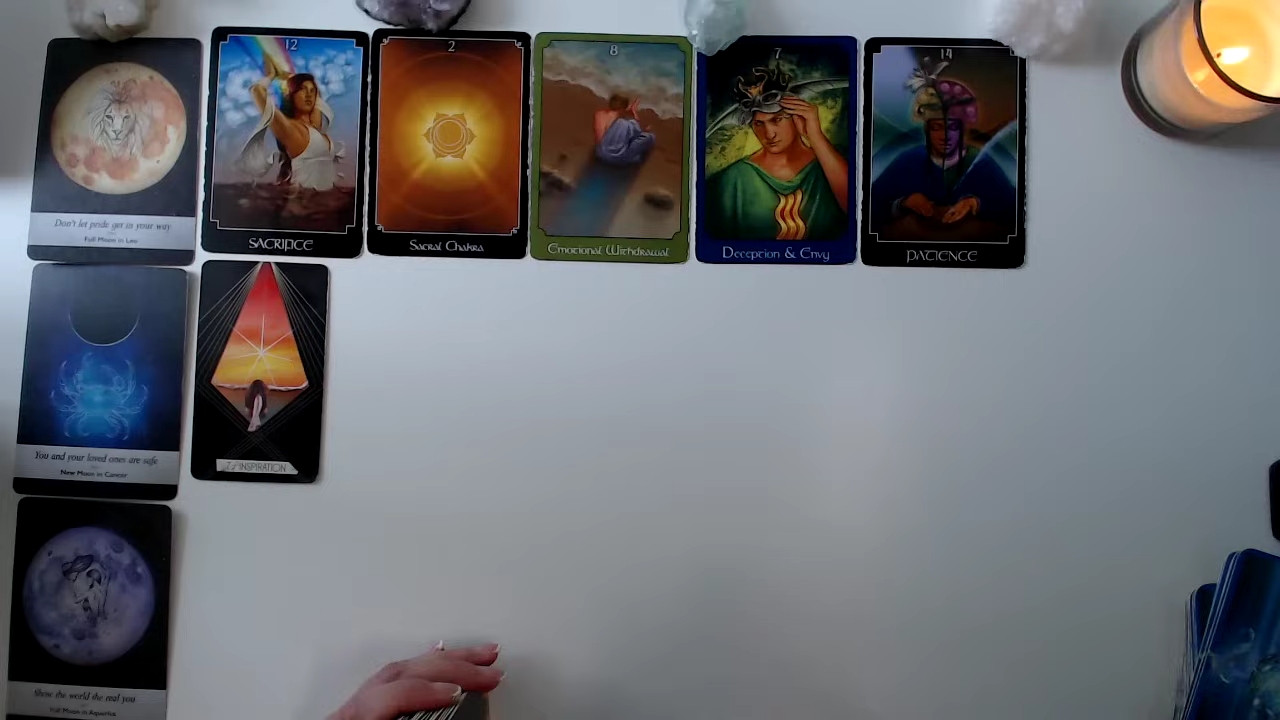 Don't let pride get in your way
Full Moon in Leo
12
SACRIFICE
2
Sacral Chakra
8
Emotional Withdrawal
7
Deception & Envy
14
PATIENCE
You and your loved ones are safe
New Moon in Cancer
INSPIRATION
Show the world the real you
Full Moon in Aquarius